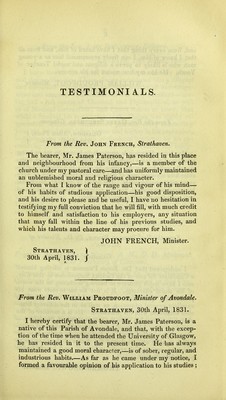 TESTIMONIALS.
From the Rev. JOHN FRENCH, Strathaven.
The bearer, Mr. James Paterson, has resided in this place
and neighbourhood from his infancy,—is a member of the
church under my pastoral care—and has uniformly maintained
an unblemished moral and religious character.
From what I know of the range and vigour of his mind—
of his habits of studious application—his good disposition,
and his desire to please and be useful, I have no hesitation in
testifying my full conviction that he will fill, with much credit
to himself and satisfaction to his employers, any situation
that may fall within the line of his previous studies, and
which his talents and character may procure for him.
JOHN FRENCH, Minister.
STRATHAVEN, }
30th April, 1831. }
From the Rev. WILLIAM PROUDFOOT, Minister of Avondale.
STRATHAVEN, 30th April, 1831.
I hereby certify that the bearer, Mr. James Paterson, is a
native of this Parish of Avondale, and that, with the excep-
tion of the time when he attended the University of Glasgow,
he has resided in it to the present time. He has always
maintained a good moral character,—is of sober, regular, and
industrious habits.—As far as he came under my notice, I
formed a favourable opinion of his application to his studies;